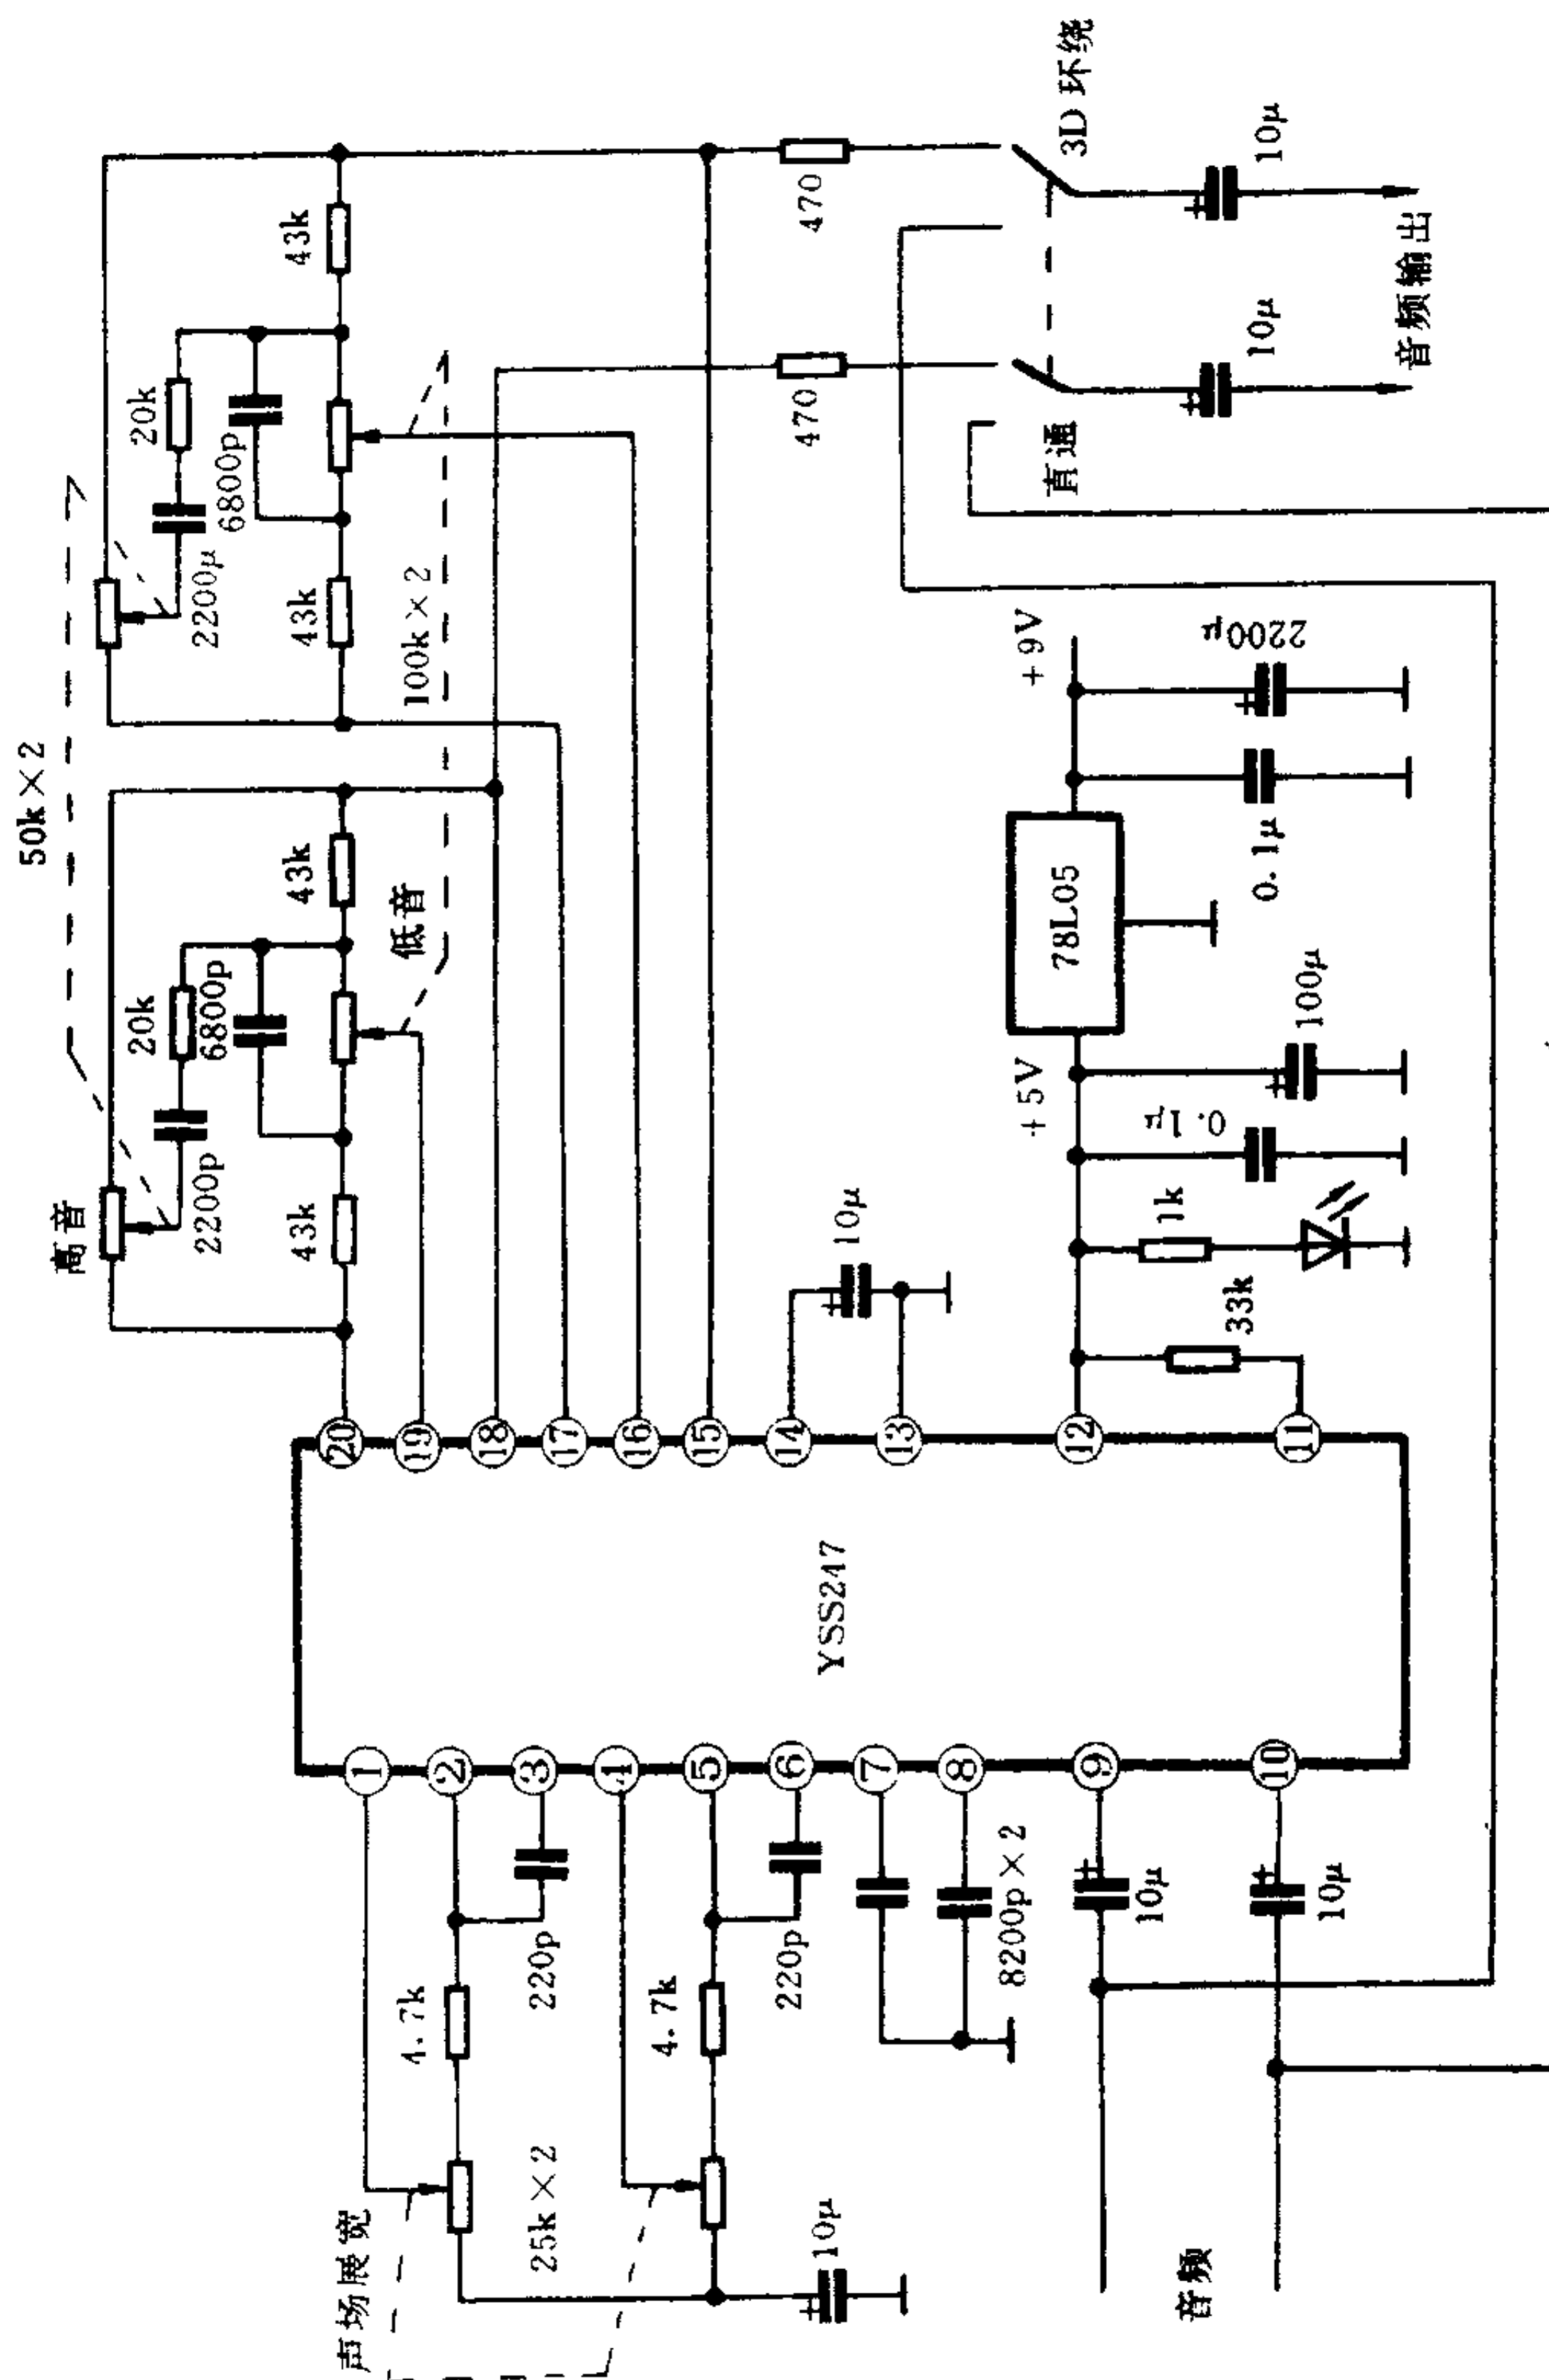 50k×2
高音
2200p
20k
6800p
43k
43k
低音
2200μ
20k
6800p
43k
43k
100k×2
470
470
3D 环绕
直通
10μ
10μ
音频输出
20
19
18
17
16
15
14
13
12
11
10μ
+5V
78L05
+9V
33k
1k
0.1μ
100μ
0.1μ
2200μ
YSS247
1
2
3
4
5
6
7
8
9
10
声场展宽
25k×2
4.7k
220p
4.7k
220p
10μ
8200p×2
10μ
10μ
音频